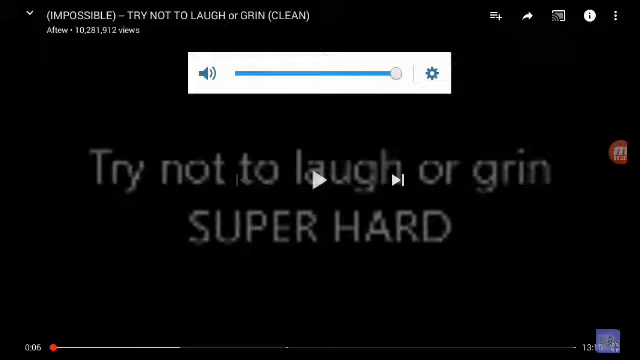 (IMPOSSIBLE) – TRY NOT TO LAUGH or GRIN (CLEAN)
Aftew • 10,281,912 views
Try not to laugh or grin
SUPER HARD
0:06